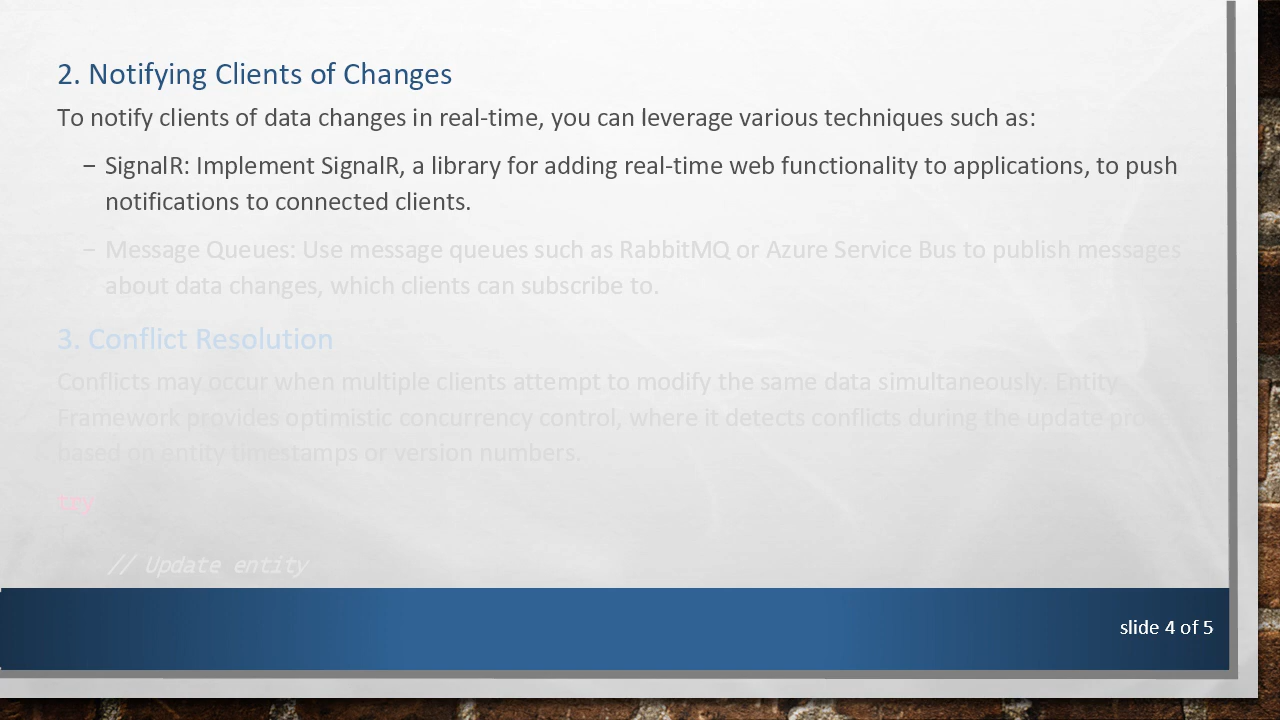 2. Notifying Clients of Changes
To notify clients of data changes in real-time, you can leverage various techniques such as:
– SignalR: Implement SignalR, a library for adding real-time web functionality to applications, to push
notifications to connected clients.
– Message Queues: Use message queues such as RabbitMQ or Azure Service Bus to publish messages
about data changes, which clients can subscribe to.
3. Conflict Resolution
Conflicts may occur when multiple clients attempt to modify the same data simultaneously. Entity
Framework provides optimistic concurrency control, where it detects conflicts during the update
based on entity timestamps or version numbers.
try
// Update entity
slide 4 of 5